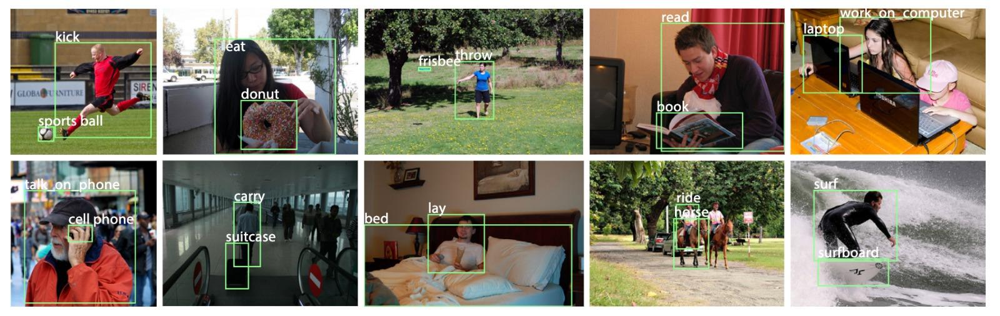 kick
GLOBAL FURNITURE
SIREN
sports ball
eat
donut
frisbee
throw
read
book
work_on_computer
laptop
TOSHIBA
talk_on_phone
cell phone
carry
suitcase
bed
lay
ride
horse
surf
surfboard